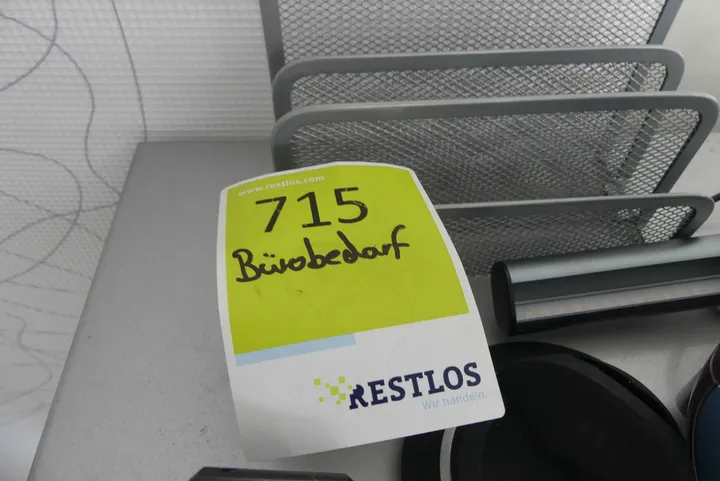 www.restlos.com
715
Bürobedarf
RESTLOS
Wir handeln.